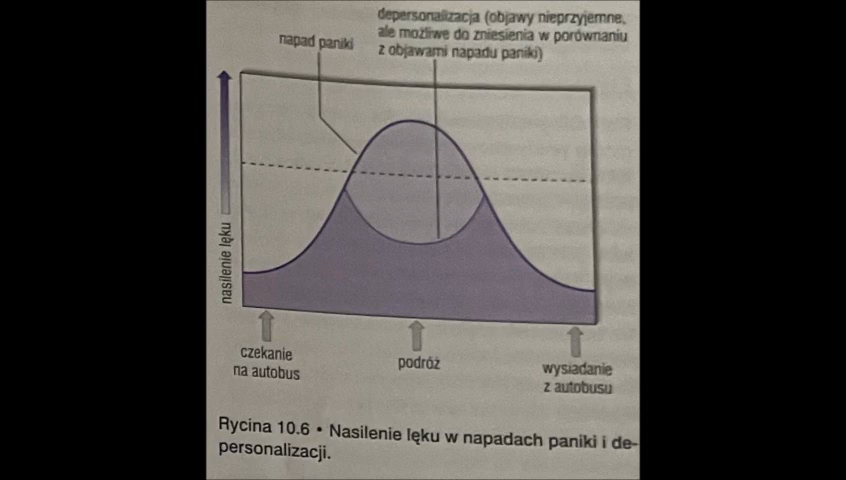 depersonalizacja (objawy nieprzyjemne,
ale możliwe do zniesienia w porównaniu
z objawami napadu paniki)
napad paniki
nasilenie lęku
czekanie
na autobus
podróż
wysiadanie
z autobusu
Rycina 10.6 • Nasilenie lęku w napadach paniki i de-
personalizacji.